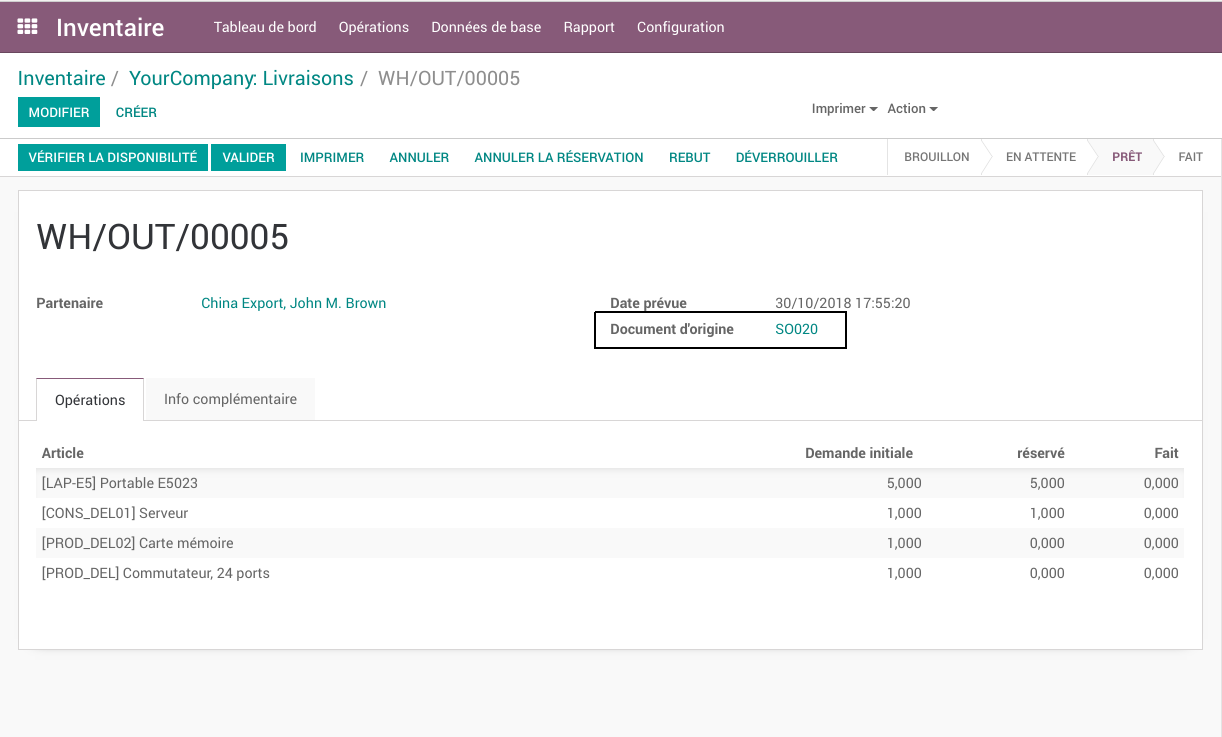 Inventaire Tableau de bord Opérations Données de base Rapport Configuration
Inventaire / YourCompany: Livraisons / WH/OUT/00005
MODIFIER CRÉER Imprimer Action
VÉRIFIER LA DISPONIBILITÉ VALIDER IMPRIMER ANNULER ANNULER LA RÉSERVATION REBUT DÉVERROUILLER BROUILLON EN ATTENTE PRÊT FAIT
WH/OUT/00005
Partenaire China Export, John M. Brown Date prévue 30/10/2018 17:55:20
Document d'origine SO020
Opérations Info complémentaire
Article Demande initiale réservé Fait
[LAP-E5] Portable E5023 5,000 5,000 0,000
[CONS_DEL01] Serveur 1,000 1,000 0,000
[PROD_DEL02] Carte mémoire 1,000 0,000 0,000
[PROD_DEL] Commutateur, 24 ports 1,000 0,000 0,000